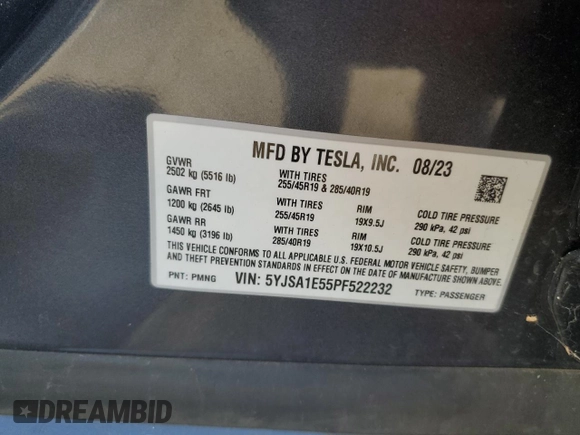 MFD BY TESLA, INC. 08/23
GVWR
2502 kg (5516 lb)
WITH TIRES
255/45R19 & 285/40R19
GAWR FRT
1200 kg (2645 lb)
WITH TIRES
255/45R19
RIM
19X9.5J
COLD TIRE PRESSURE
290 kPa, 42 psi
GAWR RR
1450 kg (3196 lb)
WITH TIRES
285/40R19
RIM
19X10.5J
COLD TIRE PRESSURE
290 kPa, 42 psi
THIS VEHICLE CONFORMS TO ALL APPLICABLE U.S. FEDERAL MOTOR VEHICLE SAFETY, BUMPER
AND THEFT PREVENTION STANDARDS IN EFFECT ON THE DATE OF MANUFACTURE SHOWN ABOVE.
PNT: PMNG
VIN: 5YJSA1E55PF522232
TYPE: PASSENGER
DREAMBID